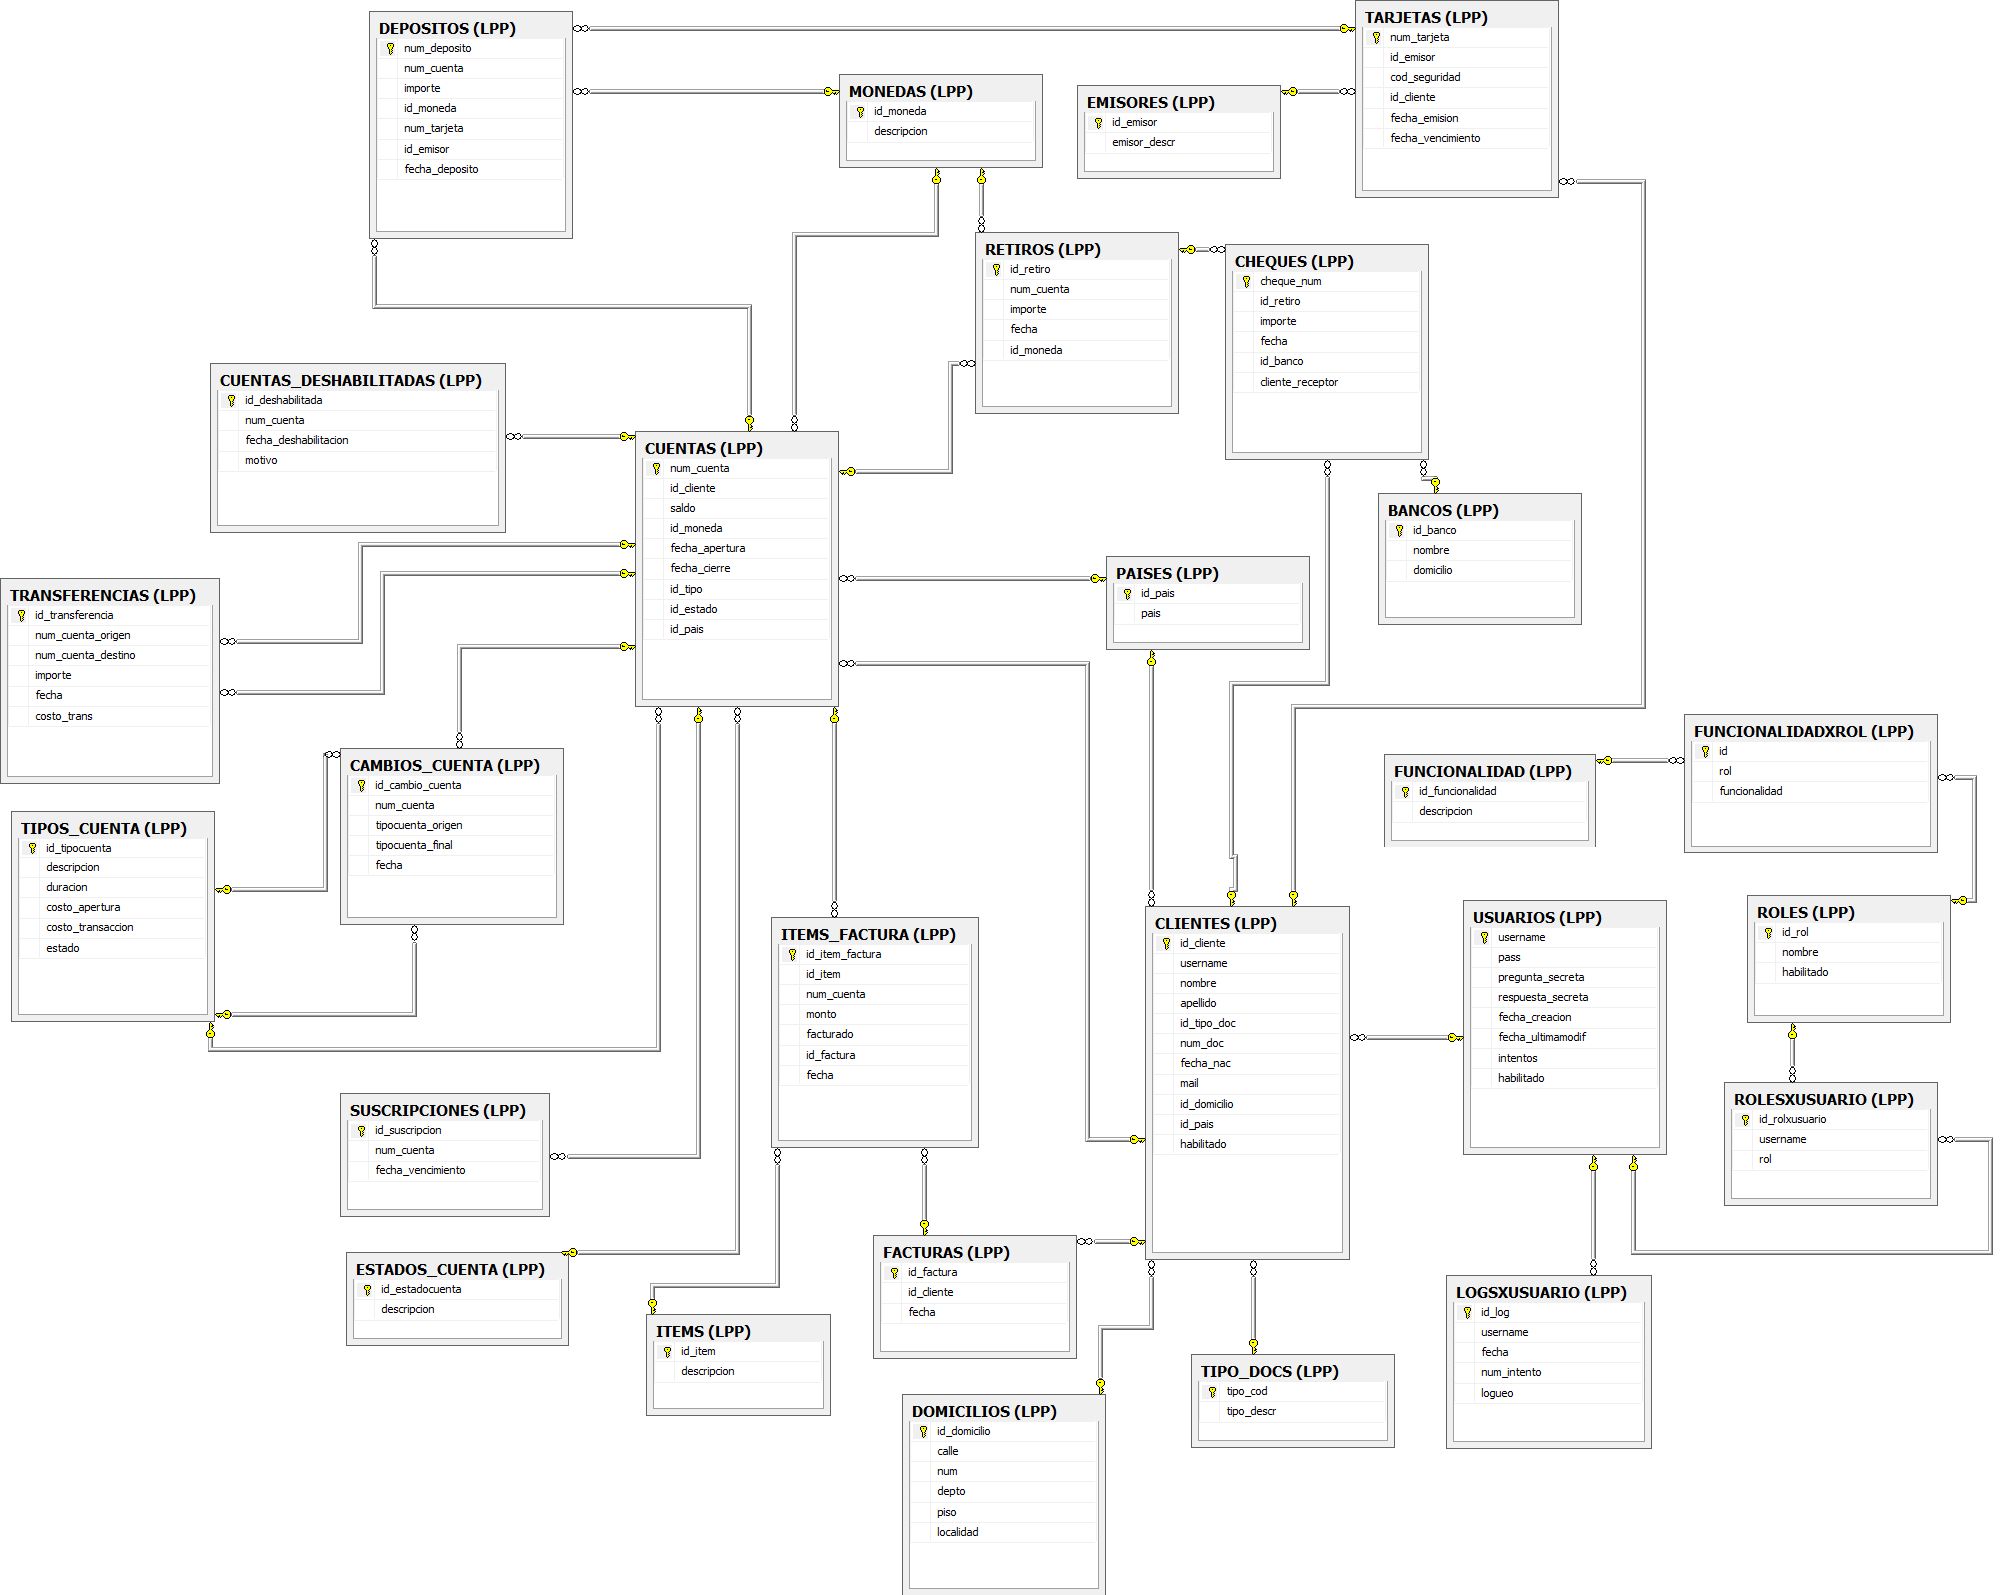 DEPOSITOS (LPP)
num_deposito
num_cuenta
importe
id_moneda
num_tarjeta
id_emisor
fecha_deposito
TARJETAS (LPP)
num_tarjeta
id_emisor
cod_seguridad
id_cliente
fecha_emision
fecha_vencimiento
MONEDAS (LPP)
id_moneda
descripcion
EMISORES (LPP)
id_emisor
emisor_descr
RETIROS (LPP)
id_retiro
num_cuenta
importe
fecha
id_moneda
CHEQUES (LPP)
cheque_num
id_retiro
importe
fecha
id_banco
cliente_receptor
CUENTAS_DESHABILITADAS (LPP)
id_deshabilitada
num_cuenta
fecha_deshabilitacion
motivo
CUENTAS (LPP)
num_cuenta
id_cliente
saldo
id_moneda
fecha_apertura
fecha_cierre
id_tipo
id_estado
id_pais
BANCOS (LPP)
id_banco
nombre
domicilio
PAISES (LPP)
id_pais
pais
TRANSFERENCIAS (LPP)
id_transferencia
num_cuenta_origen
num_cuenta_destino
importe
fecha
costo_trans
CAMBIOS_CUENTA (LPP)
id_cambio_cuenta
num_cuenta
tipocuenta_origen
tipocuenta_final
fecha
FUNCIONALIDAD (LPP)
id_funcionalidad
descripcion
FUNCIONALIDADXROL (LPP)
id
rol
funcionalidad
TIPOS_CUENTA (LPP)
id_tipocuenta
descripcion
duracion
costo_apertura
costo_transaccion
estado
ITEMS_FACTURA (LPP)
id_item_factura
id_item
num_cuenta
monto
facturado
id_factura
fecha
CLIENTES (LPP)
id_cliente
username
nombre
apellido
id_tipo_doc
num_doc
fecha_nac
mail
id_domicilio
id_pais
habilitado
USUARIOS (LPP)
username
pass
pregunta_secreta
respuesta_secreta
fecha_creacion
fecha_ultimamodif
intentos
habilitado
ROLES (LPP)
id_rol
nombre
habilitado
ROLESXUSUARIO (LPP)
id_rolxusuario
username
rol
SUSCRIPCIONES (LPP)
id_suscripcion
num_cuenta
fecha_vencimiento
ESTADOS_CUENTA (LPP)
id_estadocuenta
descripcion
FACTURAS (LPP)
id_factura
id_cliente
fecha
ITEMS (LPP)
id_item
descripcion
LOGSXUSUARIO (LPP)
id_log
username
fecha
num_intento
logueo
TIPO_DOCS (LPP)
tipo_cod
tipo_descr
DOMICILIOS (LPP)
id_domicilio
calle
num
depto
piso
localidad